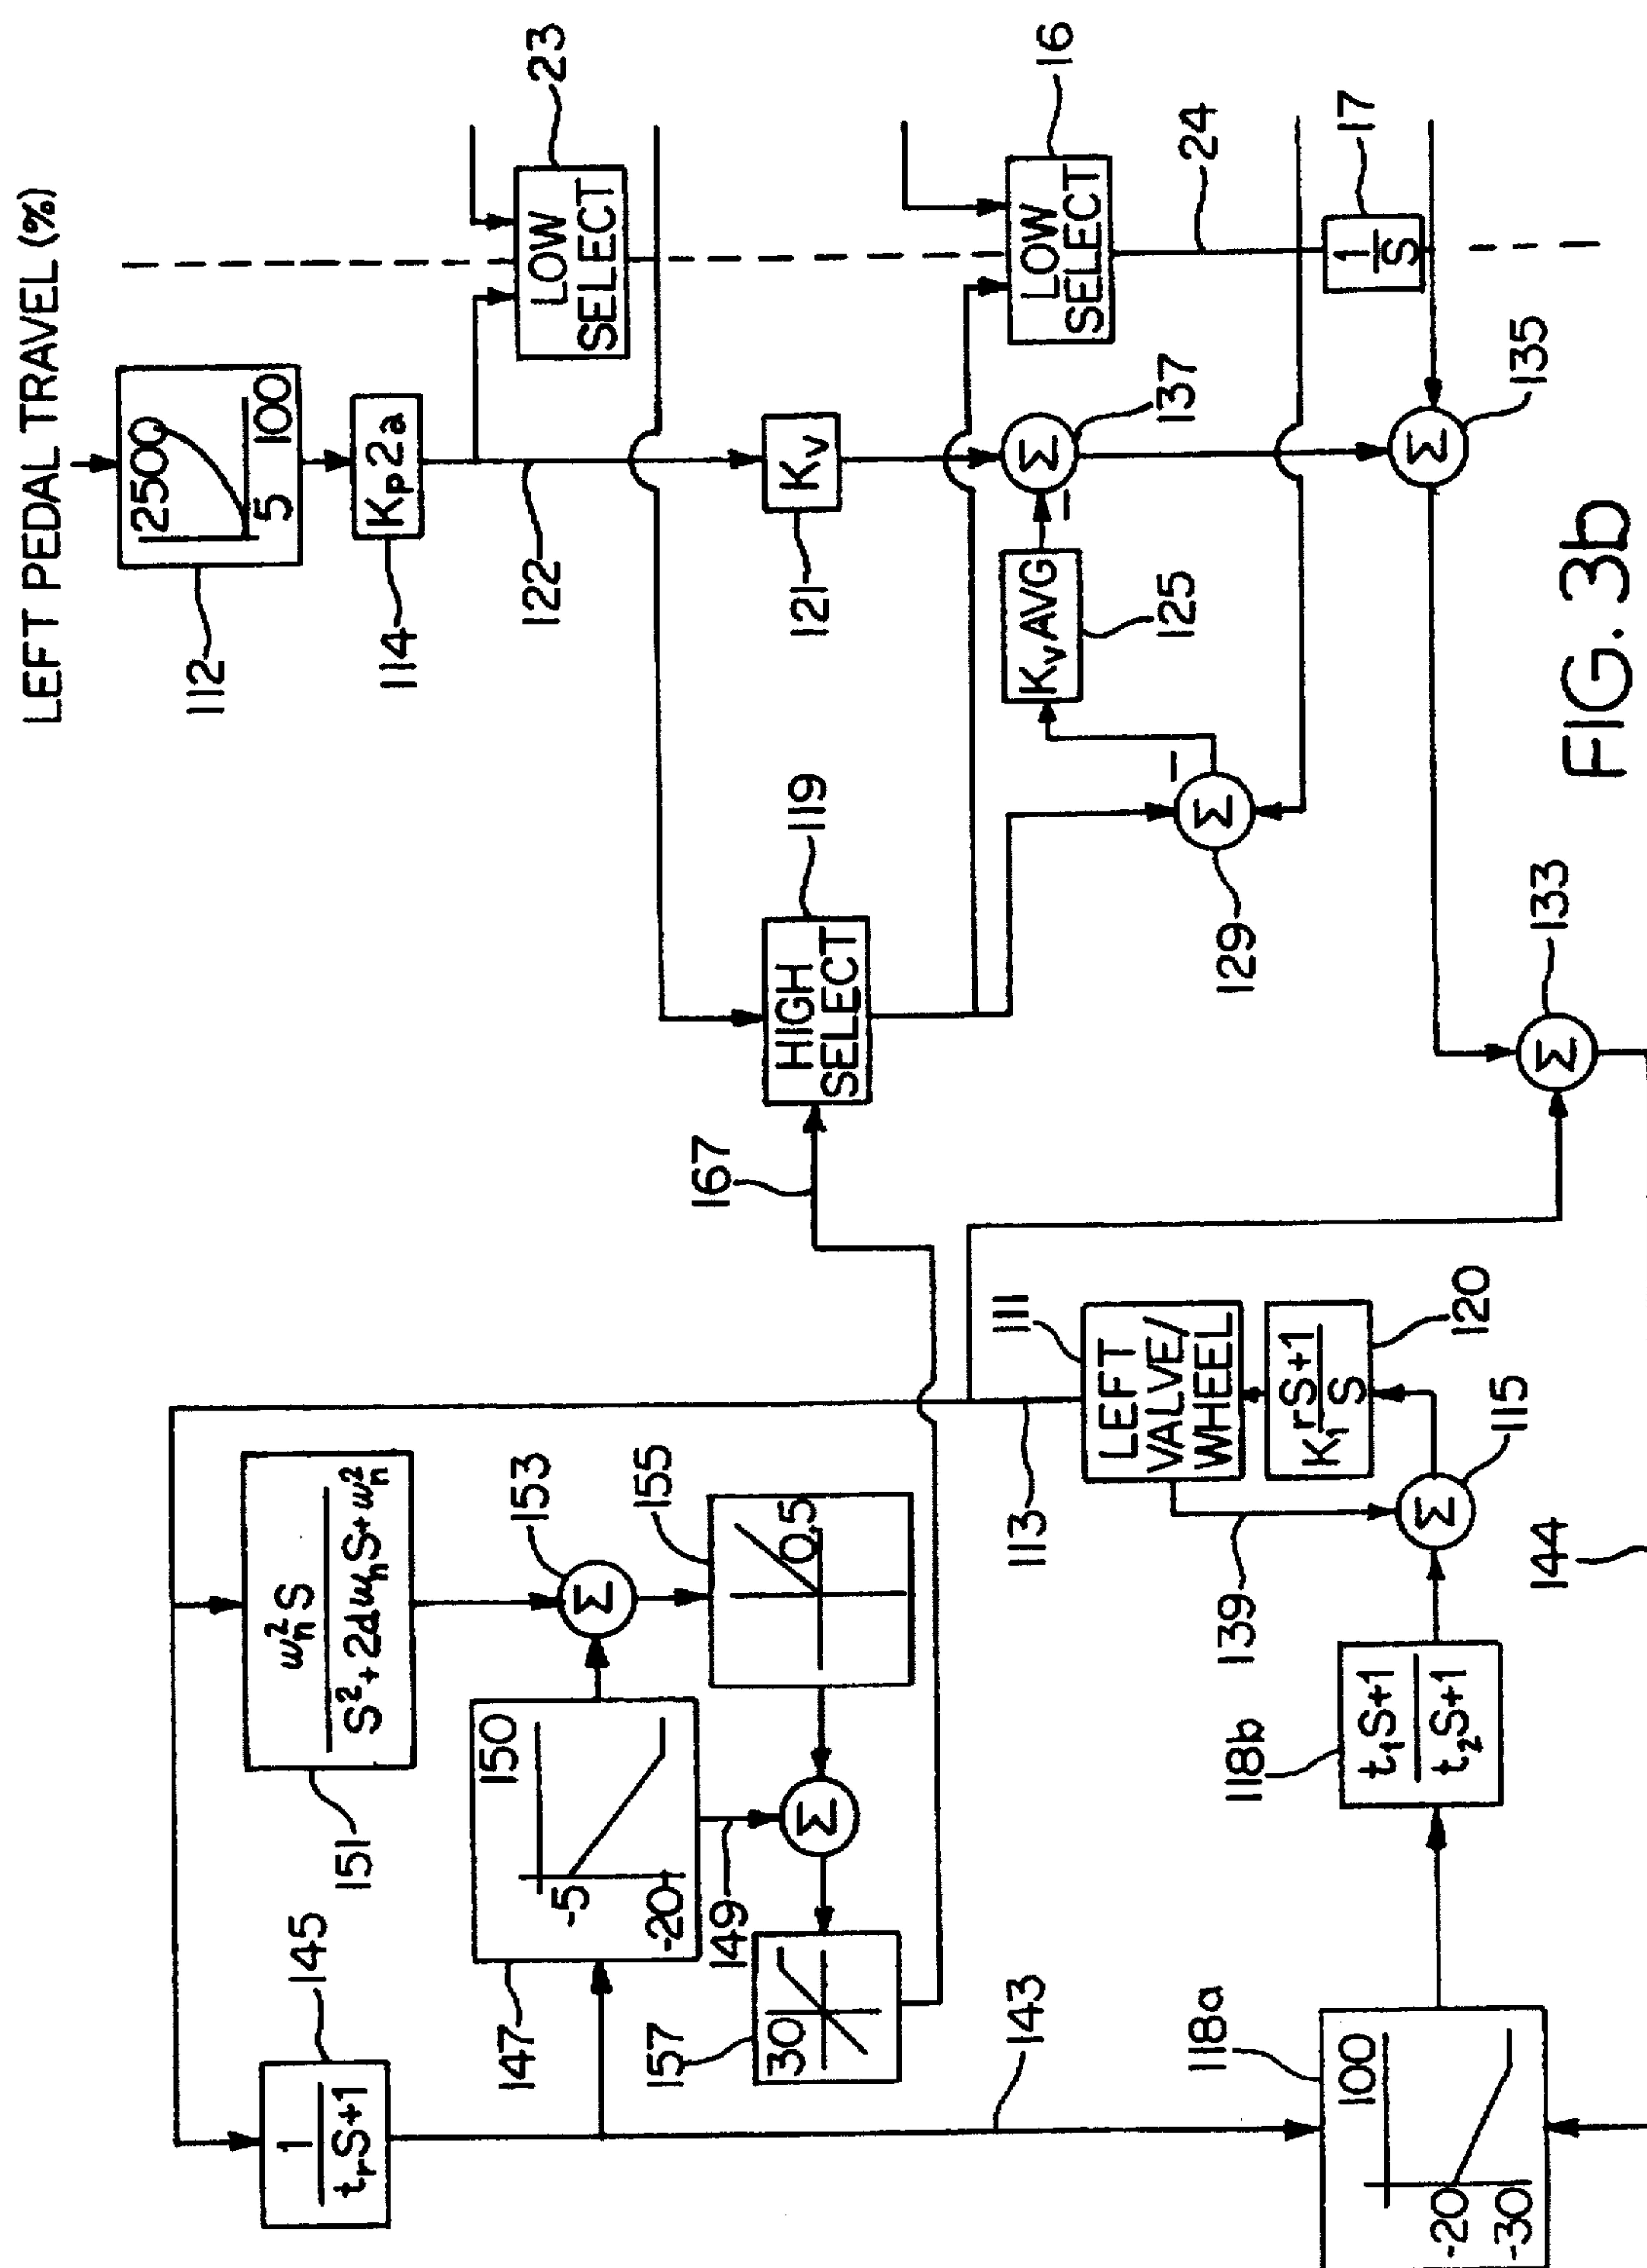 LEFT PEDAL TRAVEL (%)
2500
5 100
112
Kp2a
114
122
LOW
SELECT
23
HIGH
SELECT
119
167
Kv
121
LOW
SELECT
16
Σ
137
Kv AVG
125
Σ
129
24
1
S
17
Σ
135
Σ
133
1
trS+1
145
ωn²S
S²+2dωnS+ωn²
151
150
-5
-20
147
149
Σ
153
0.5
155
Σ
30
157
143
113
LEFT
VALVE/
WHEEL
111
K1 rS+1
S
120
Σ
115
139
t1S+1
t2S+1
118b
100
-20
-30
118a
144
FIG. 3b